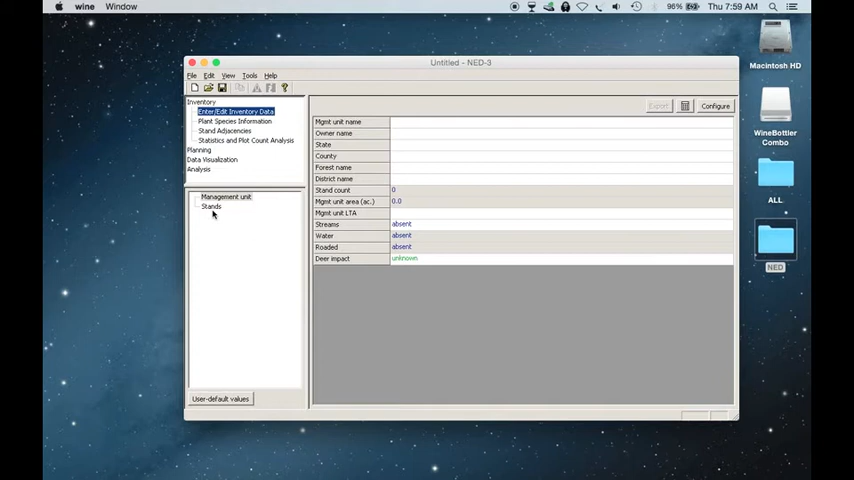 wine Window 96% Thu 7:59 AM
Untitled - NED-3
File Edit View Tools Help
Inventory
Enter/Edit Inventory Data
Plant Species Information
Stand Adjacencies
Statistics and Plot Count Analysis
Planning
Data Visualization
Analysis
Management unit
Stands
User-default values
Export Configure
Mgmt unit name
Owner name
State
County
Forest name
District name
Stand count 0
Mgmt unit area (ac.) 0.0
Mgmt unit LTA
Streams absent
Water absent
Roaded absent
Deer impact unknown
Macintosh HD
WineBottler
Combo
ALL
NED